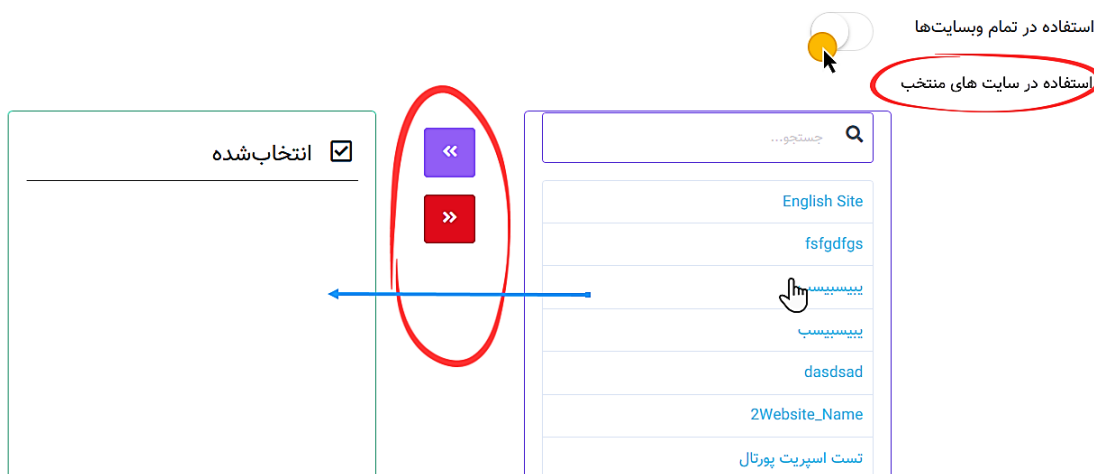 استفاده در تمام وبسایت‌ها
استفاده در سایت های منتخب
جستجو...
English Site
fsfgdfgs
یبیسبیسب
یبیسبیسب
dasdsad
2Website_Name
تست اسپریت پورتال
انتخاب‌شده